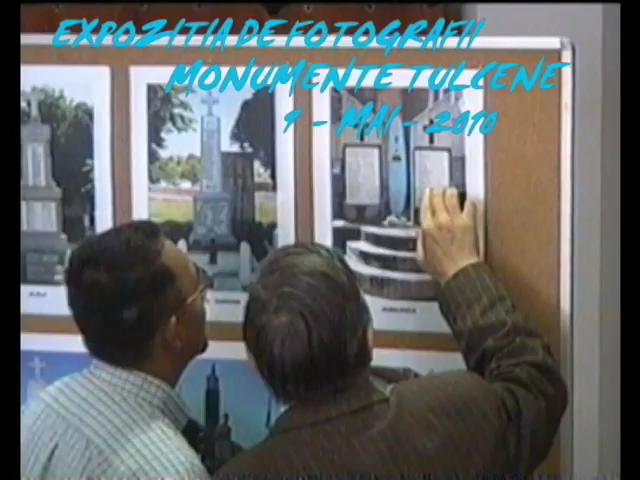 EXPOZITIA DE FOTOGRAFII
MONUMENTE TULCENE
9 - MAI - 2010